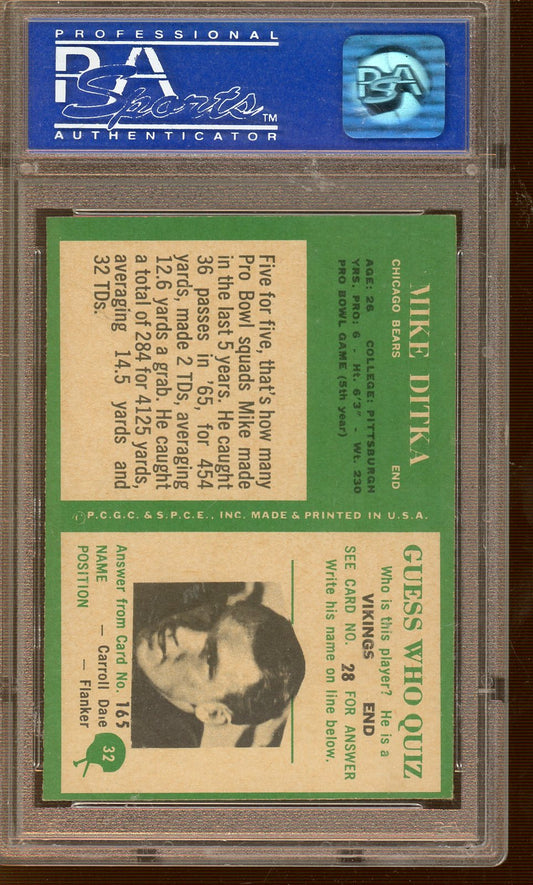 PROFESSIONAL
PSA
Sports™
AUTHENTICATOR
PSA
MIKE DITKA
CHICAGO BEARS END
AGE: 26 COLLEGE: PITTSBURGH
YRS. PRO: 6 - Ht. 6'3" - Wt. 230
PRO BOWL GAME (5th year)
Five for five, that's how many
Pro Bowl squads Mike made
in the last 5 years. He caught
36 passes in '65, for 454
yards, made 2 TDs, averaging
12.6 yards a grab. He caught
a total of 284 for 4125 yards,
averaging 14.5 yards and
32 TDs.
©P.C.G.C. & S.P.C.E., INC. MADE & PRINTED IN U.S.A.
GUESS WHO QUIZ
Who is this player? He is a
VIKINGS END
SEE CARD NO. 28 FOR ANSWER
Write his name on line below.
Answer from Card No. 165
NAME — Carroll Dale
POSITION — Flanker
32